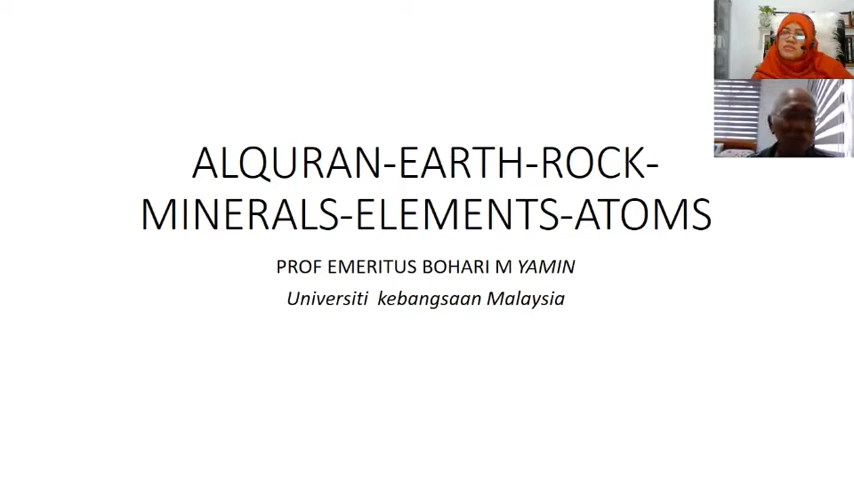 ALQURAN-EARTH-ROCK-
MINERALS-ELEMENTS-ATOMS
PROF EMERITUS BOHARI M YAMIN
Universiti kebangsaan Malaysia